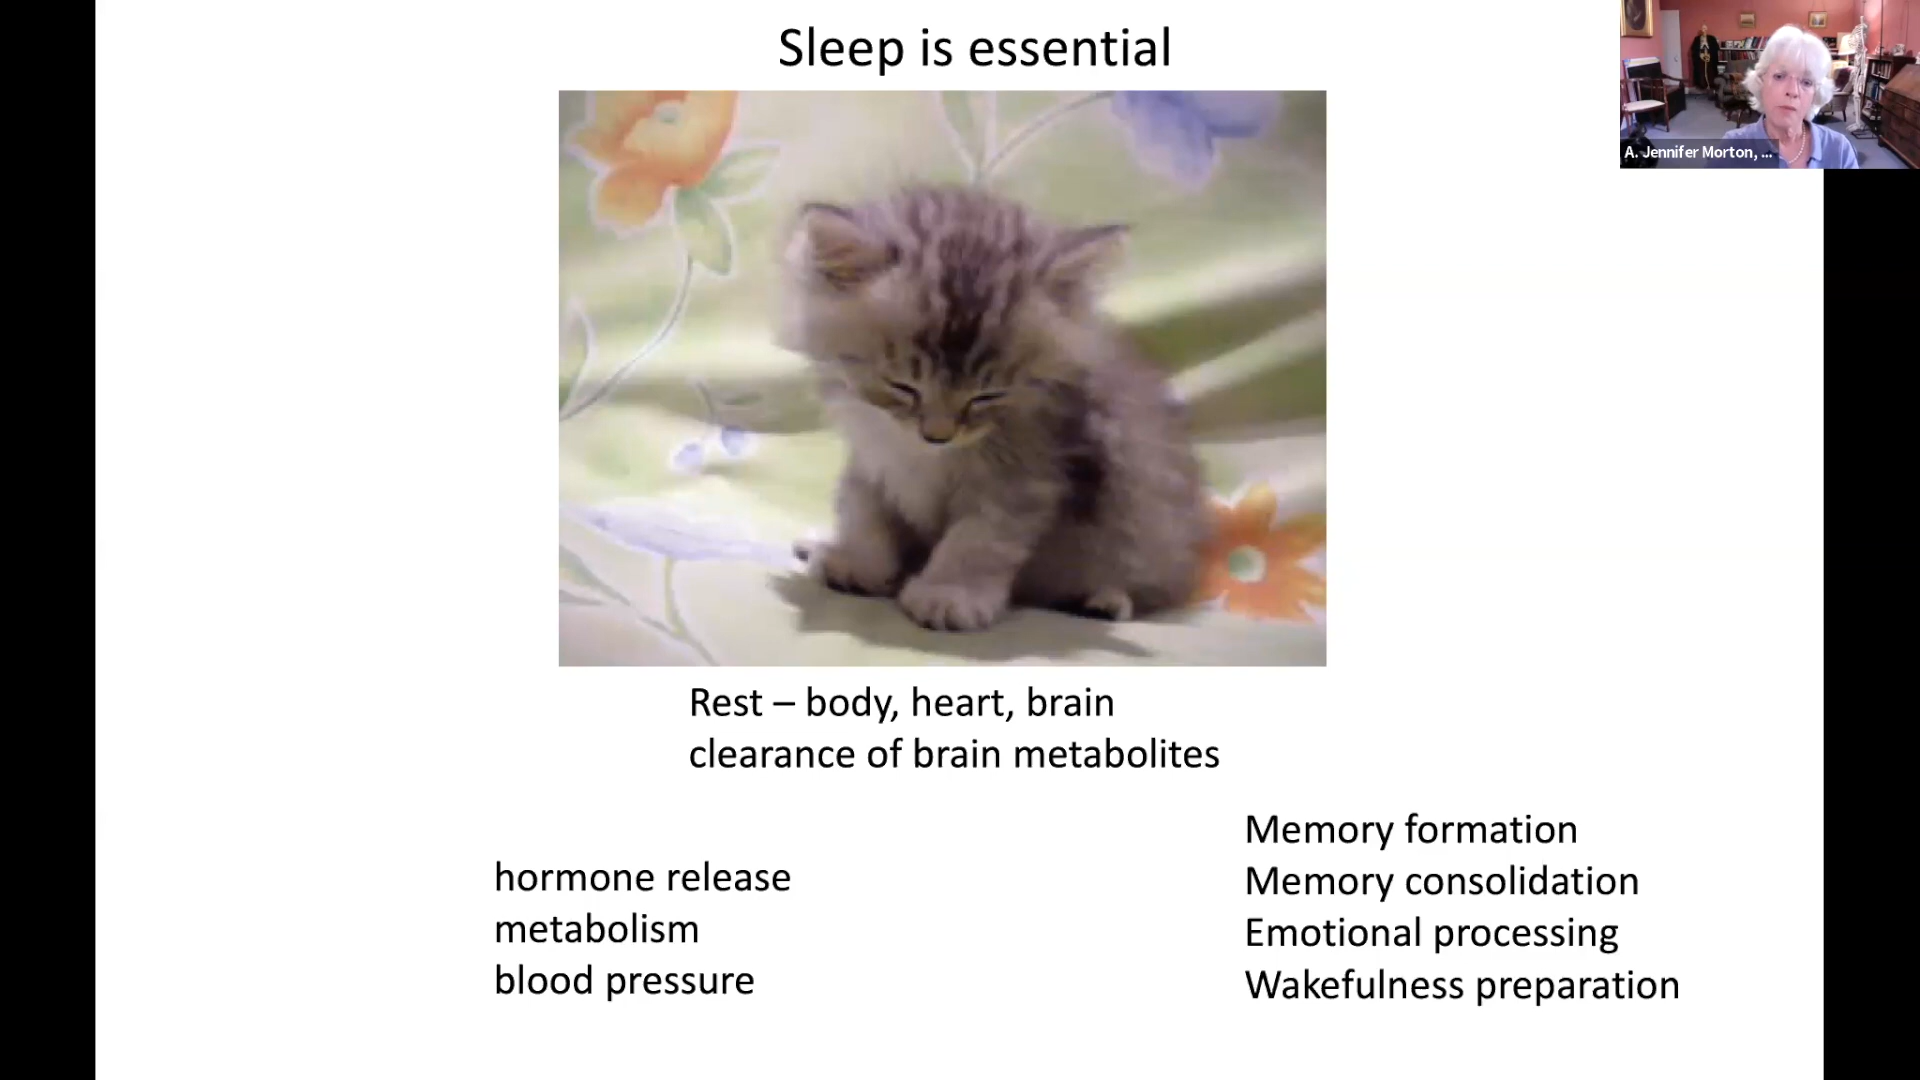 Sleep is essential
A. Jennifer Morton, ...
Rest – body, heart, brain
clearance of brain metabolites
hormone release
metabolism
blood pressure
Memory formation
Memory consolidation
Emotional processing
Wakefulness preparation